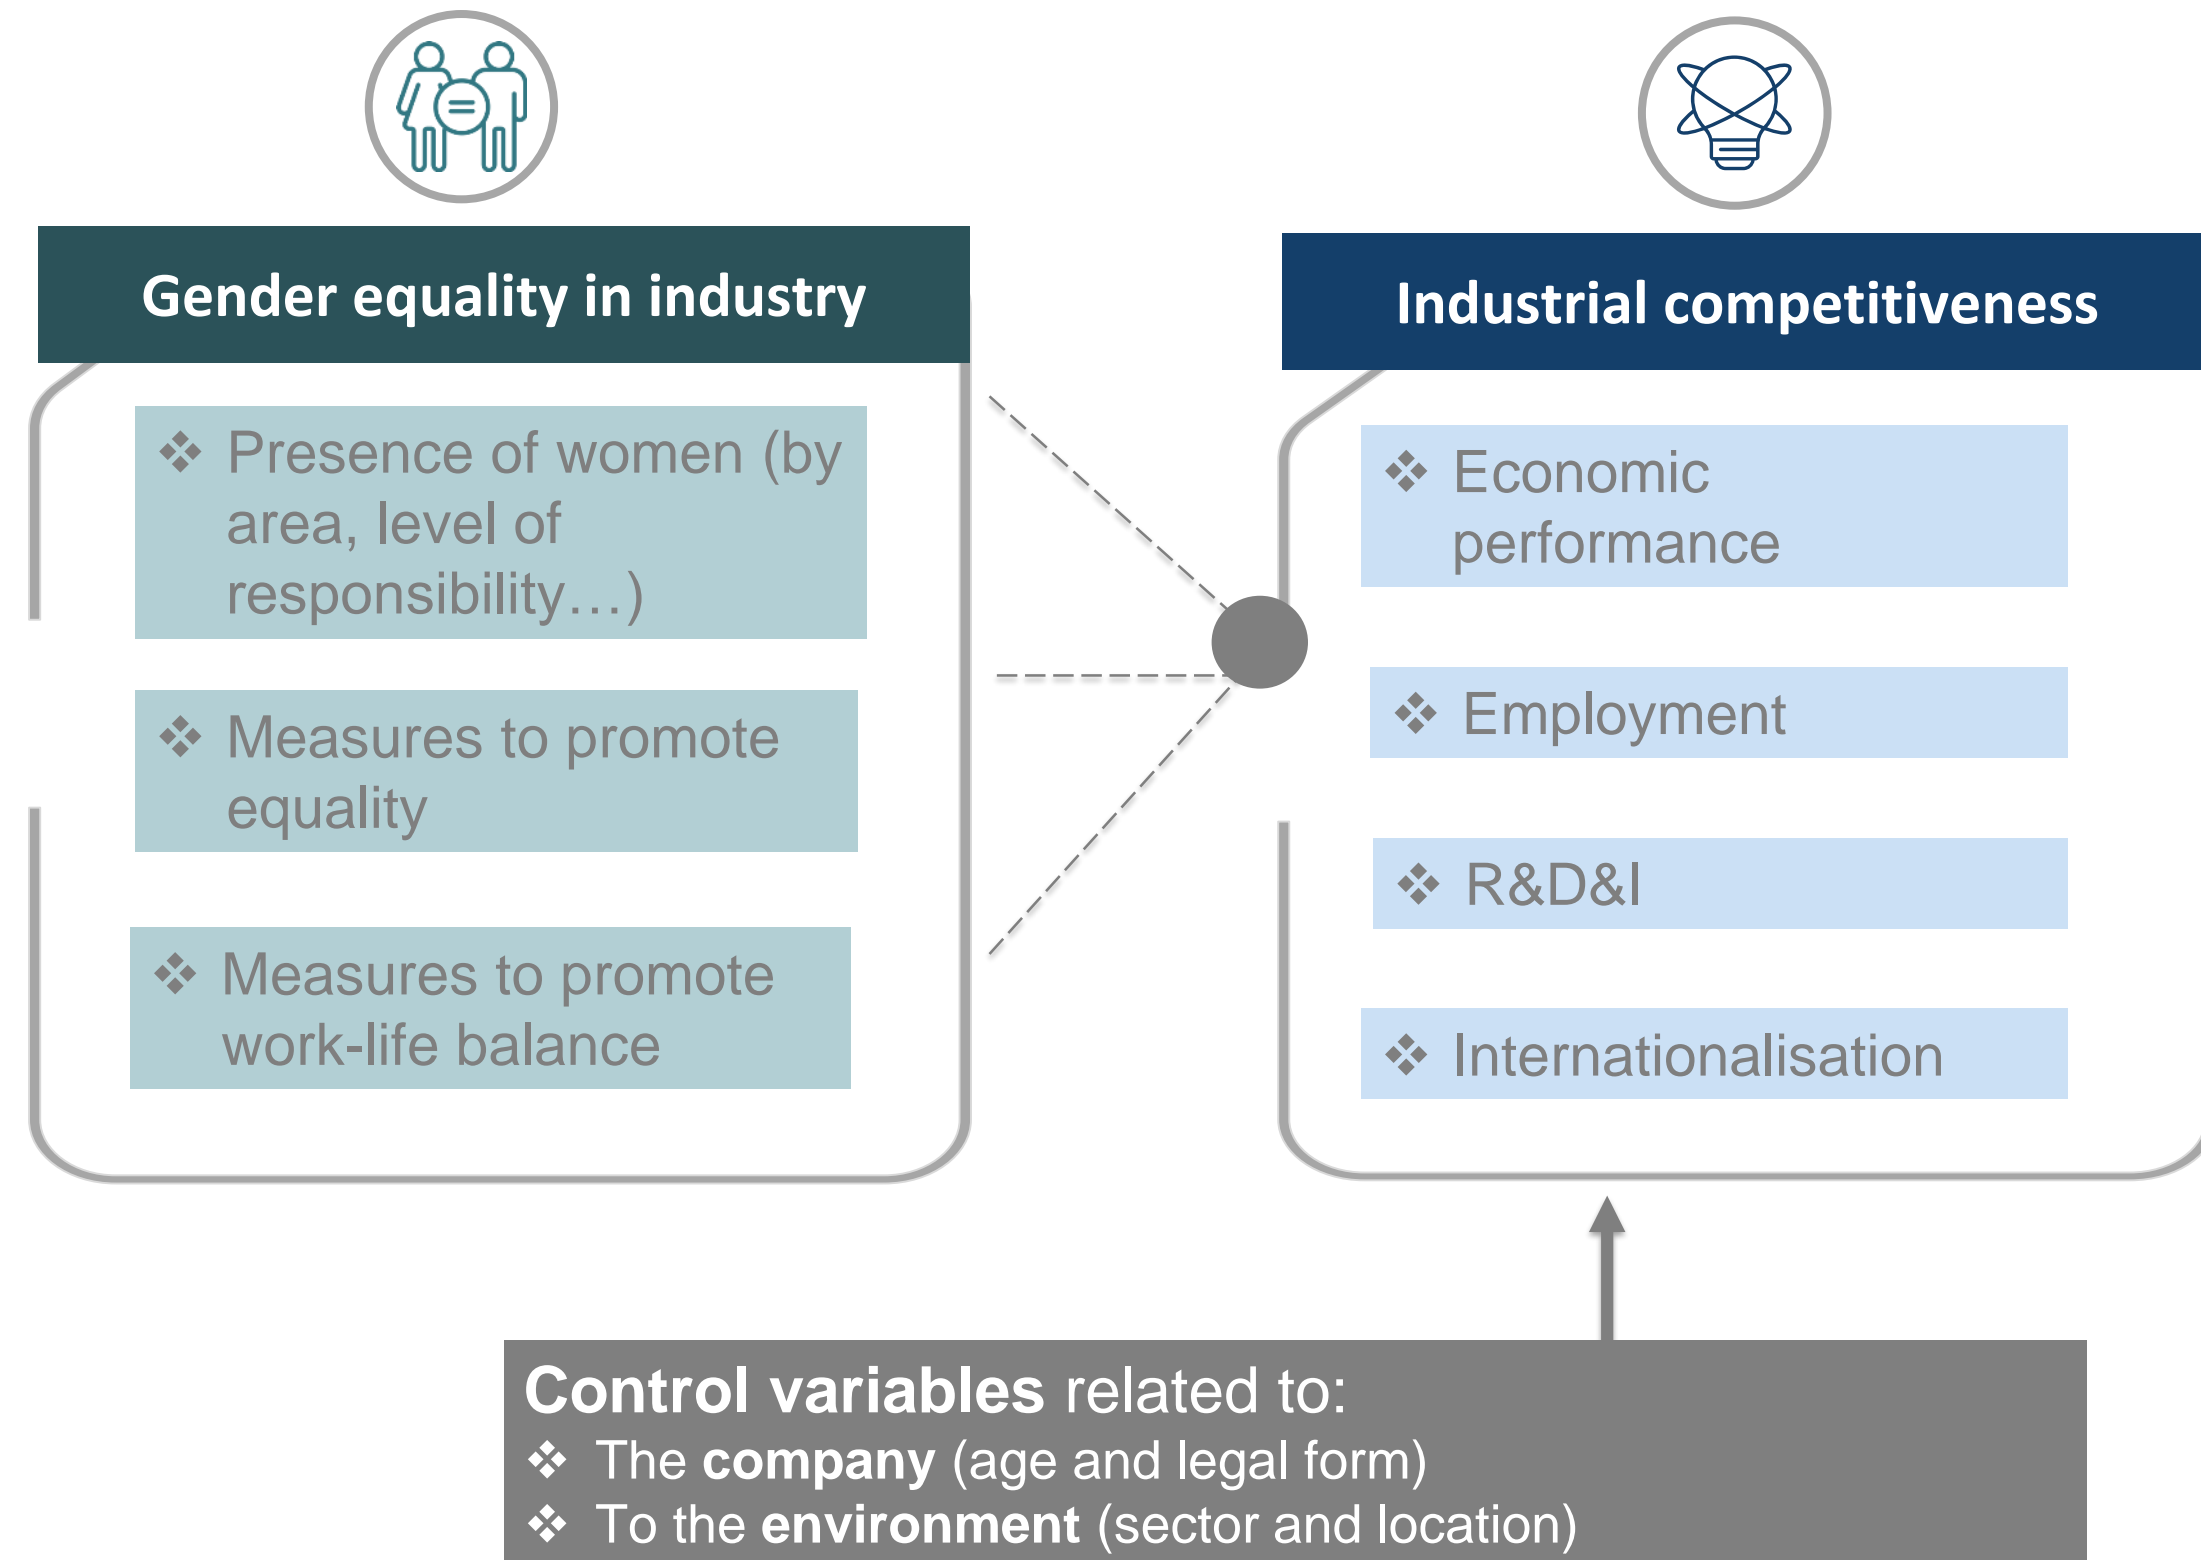 Gender equality in industry
❖ Presence of women (by
area, level of
responsibility…)
❖ Measures to promote
equality
❖ Measures to promote
work-life balance
Industrial competitiveness
❖ Economic
performance
❖ Employment
❖ R&D&I
❖ Internationalisation
Control variables related to:
❖ The company (age and legal form)
❖ To the environment (sector and location)